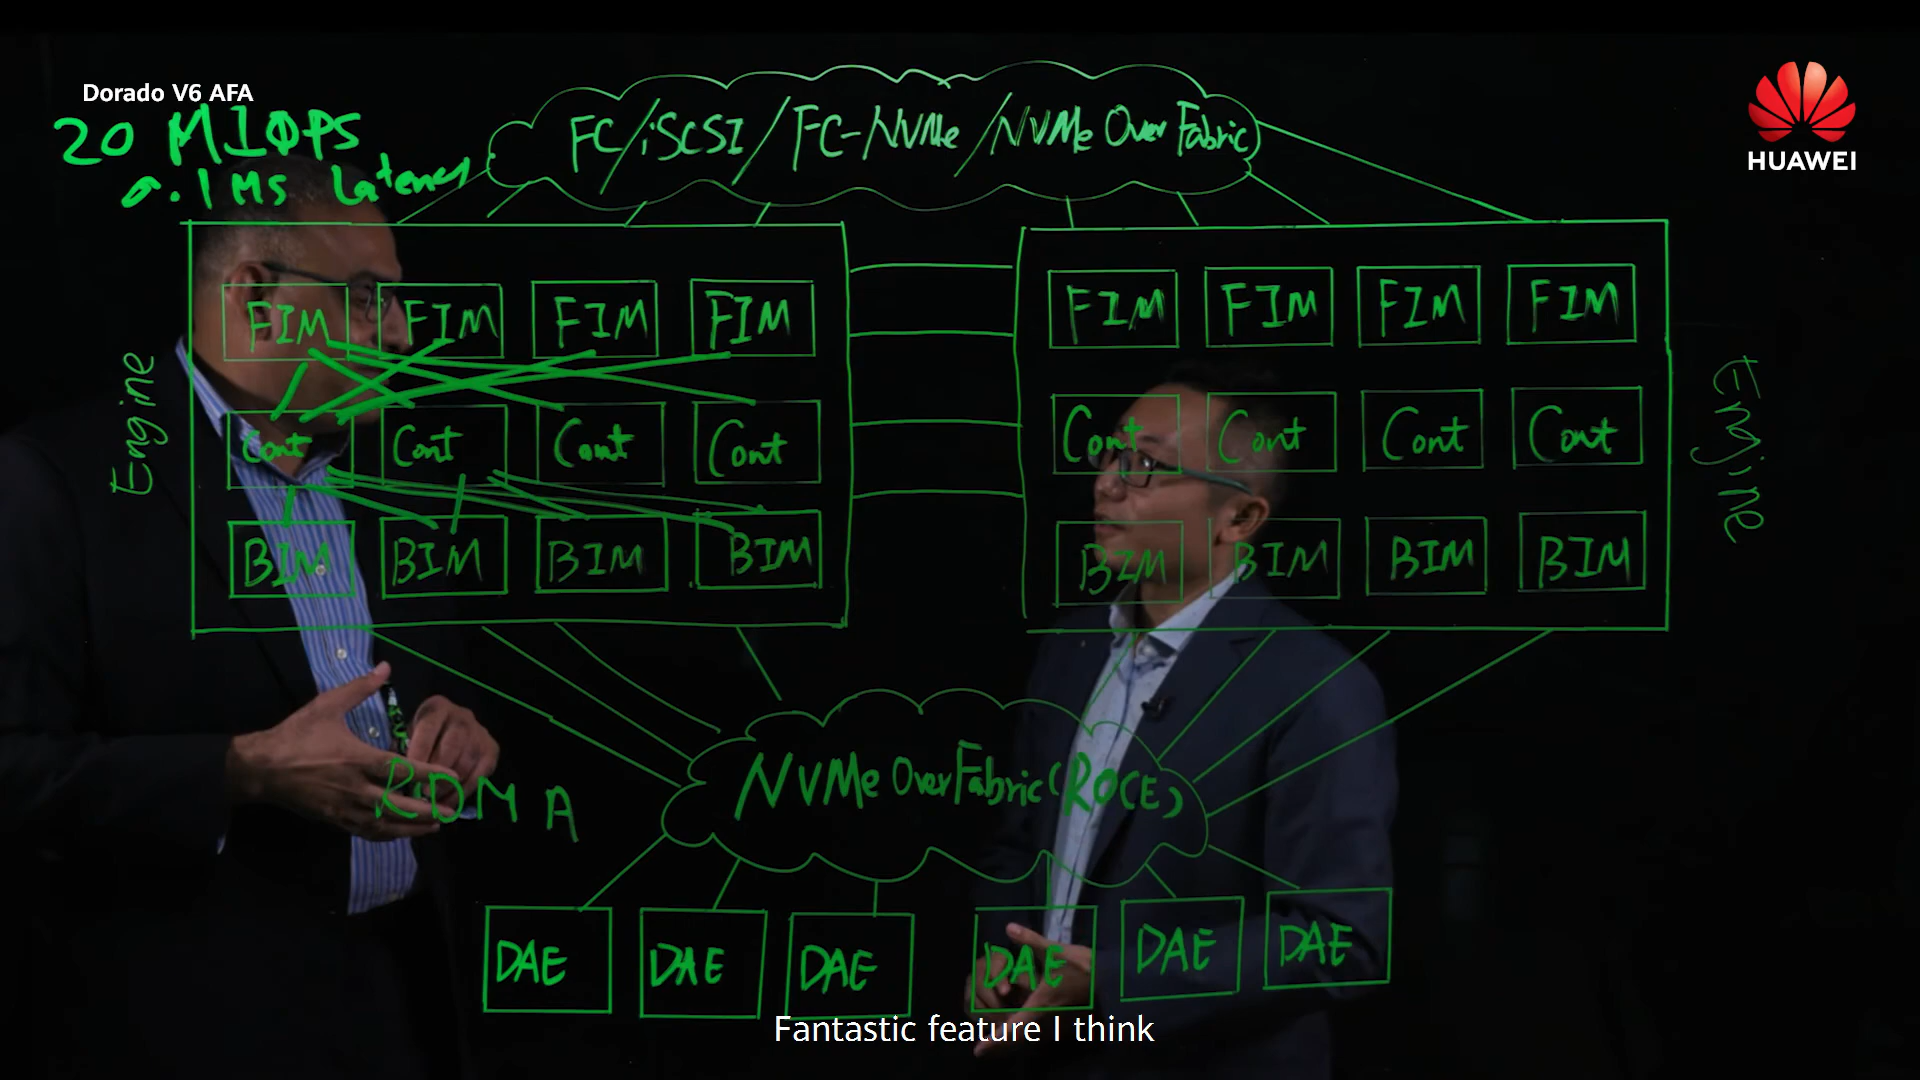 Dorado V6 AFA
HUAWEI
20 MIOPS
0.1MS Latency
FC/iSCSI/FC-NVMe/NVMe Over Fabric
Engine
FIM FIM FIM FIM
Cont Cont Cont Cont
BIM BIM BIM BIM
FIM FIM FIM FIM
Cont Cont Cont Cont
BIM BIM BIM BIM
Engine
RDMA
NVMe Over Fabric (ROCE)
DAE DAE DAE DAE DAE DAE
Fantastic feature I think